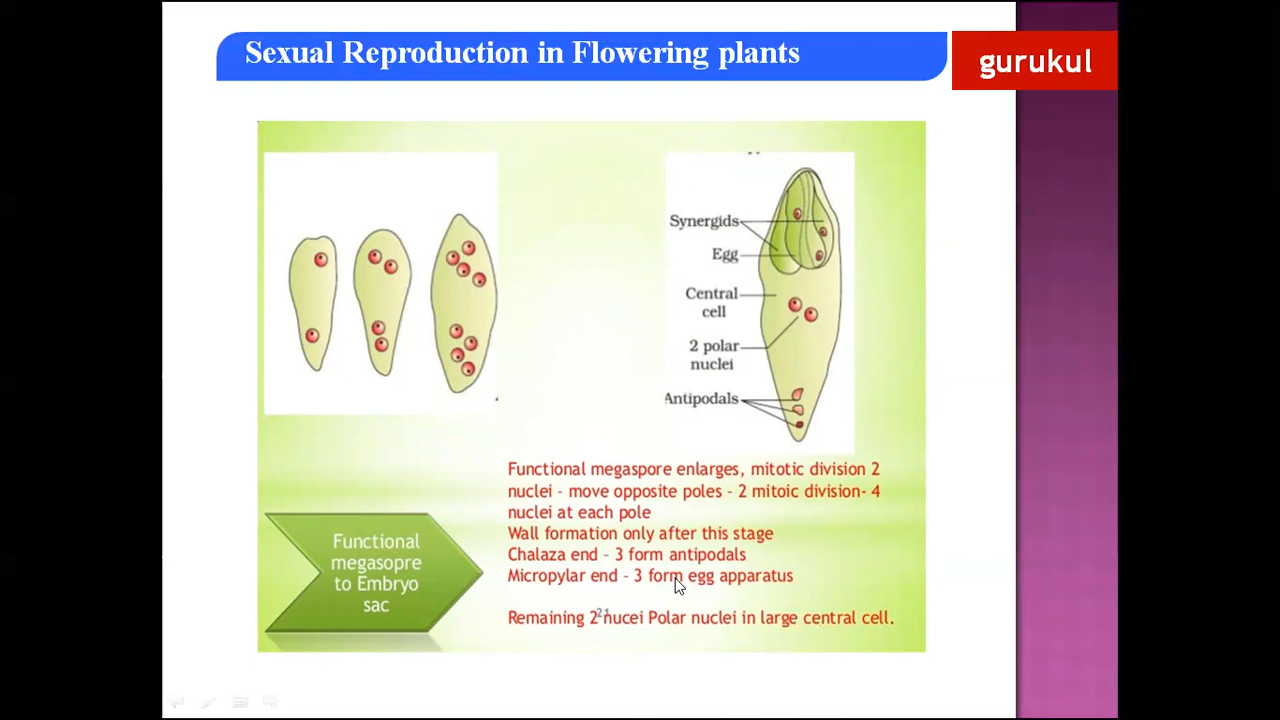 Sexual Reproduction in Flowering plants
gurukul
Synergids
Egg
Central
cell
2 polar
nuclei
Antipodals
Functional megaspore enlarges, mitotic division 2
nuclei – move opposite poles – 2 mitoic division- 4
nuclei at each pole
Wall formation only after this stage
Chalaza end – 3 form antipodals
Micropylar end – 3 form egg apparatus
Remaining 2 nucei Polar nuclei in large central cell.
21
Functional
megasopre
to Embryo
sac